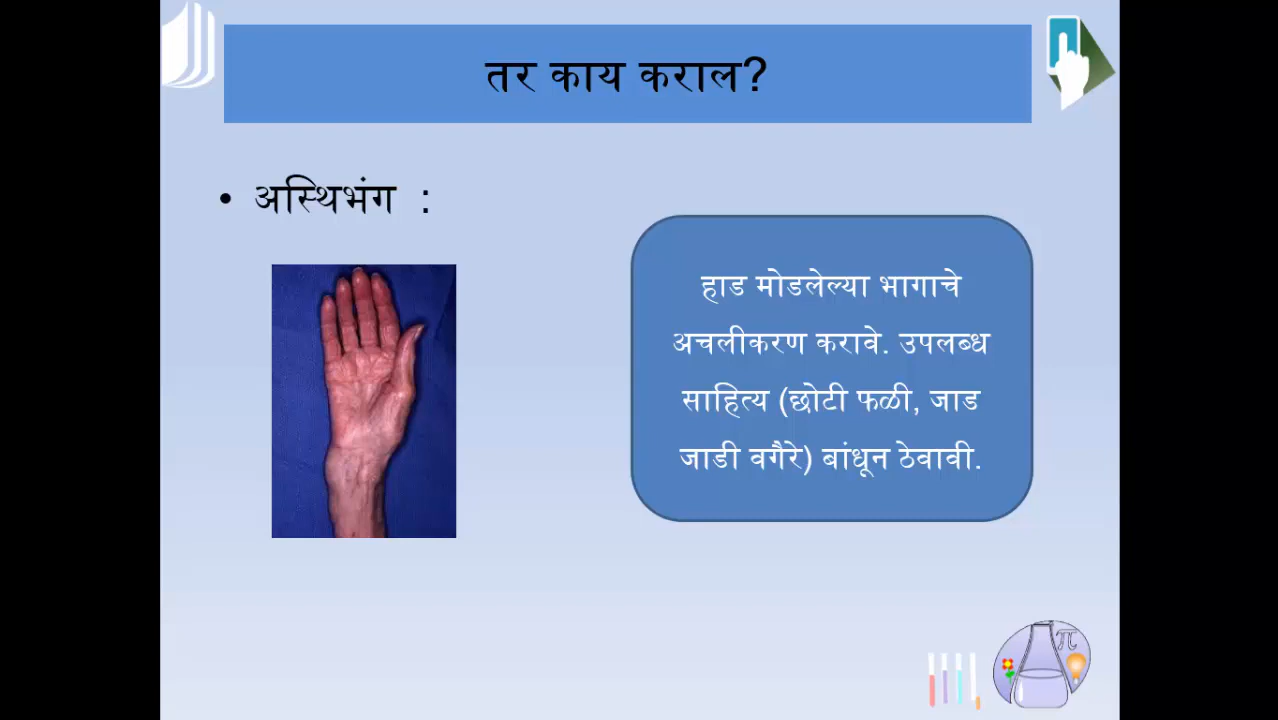 तर काय कराल?
• अस्थिभंग :
हाड मोडलेल्या भागाचे
अचलीकरण करावे. उपलब्ध
साहित्य (छोटी फळी, जाड
जाडी वगैरे) बांधून ठेवावी.
π